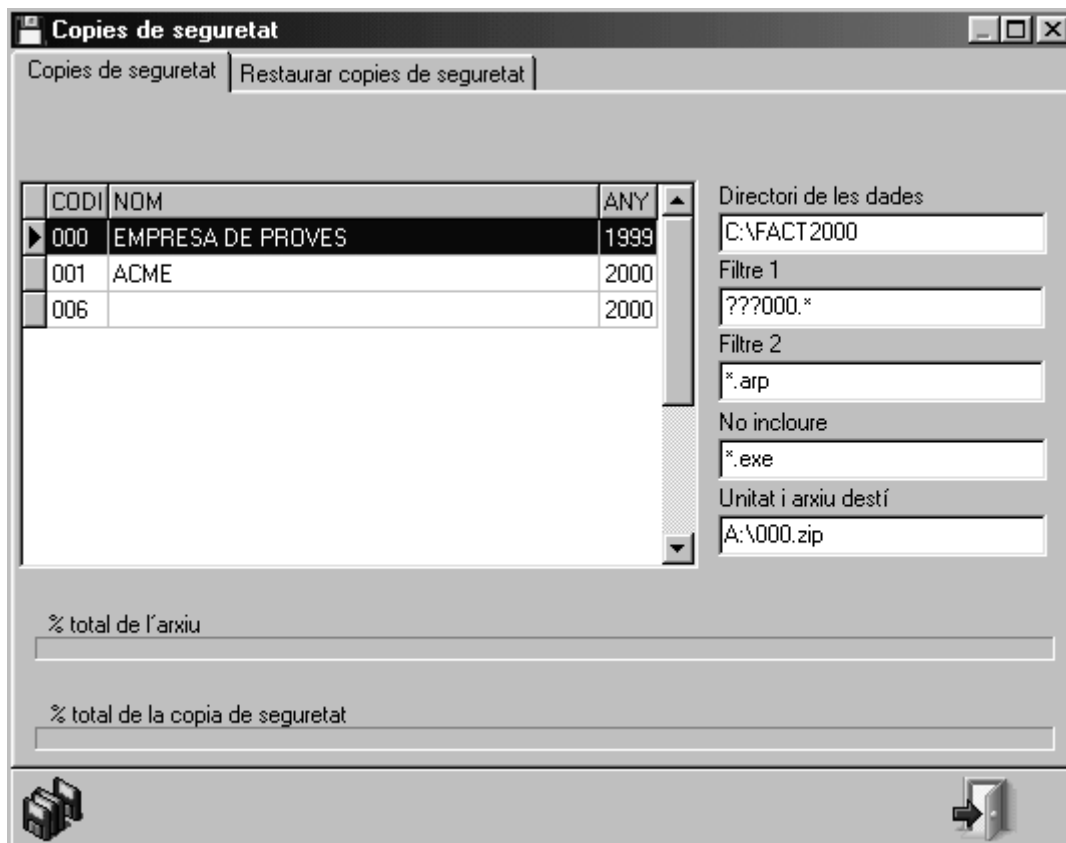 Copies de seguretat
Copies de seguretat Restaurar copies de seguretat
CODI NOM ANY
000 EMPRESA DE PROVES 1999
001 ACME 2000
006 2000
Directori de les dades
C:\FACT2000
Filtre 1
???000.*
Filtre 2
*.arp
No incloure
*.exe
Unitat i arxiu destí
A:\000.zip
% total de l´arxiu
% total de la copia de seguretat